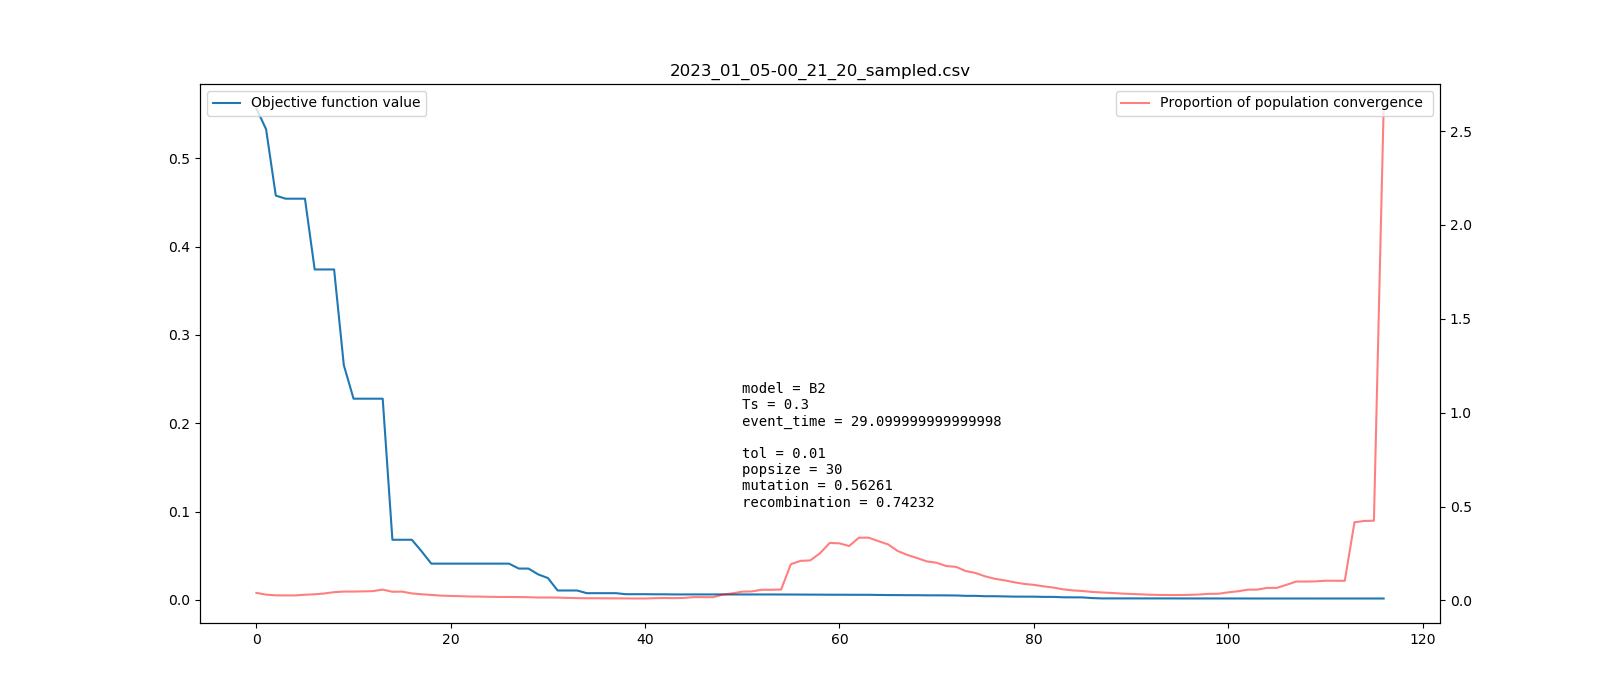 2023_01_05-00_21_20_sampled.csv
Objective function value
Proportion of population convergence
0.5
0.4
0.3
0.2
0.1
0.0
2.5
2.0
1.5
1.0
0.5
0.0
model = B2
Ts = 0.3
event_time = 29.099999999999998
tol = 0.01
popsize = 30
mutation = 0.56261
recombination = 0.74232
0 20 40 60 80 100 120